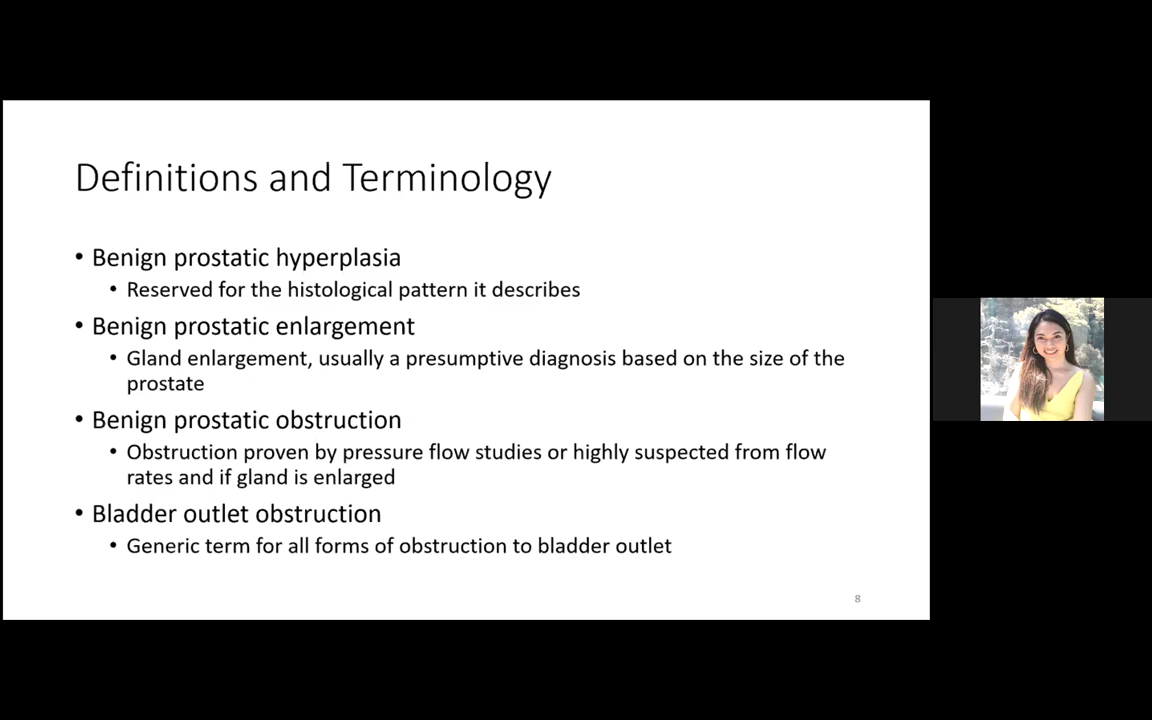 Definitions and Terminology
• Benign prostatic hyperplasia
• Reserved for the histological pattern it describes
• Benign prostatic enlargement
• Gland enlargement, usually a presumptive diagnosis based on the size of the
prostate
• Benign prostatic obstruction
• Obstruction proven by pressure flow studies or highly suspected from flow
rates and if gland is enlarged
• Bladder outlet obstruction
• Generic term for all forms of obstruction to bladder outlet
8